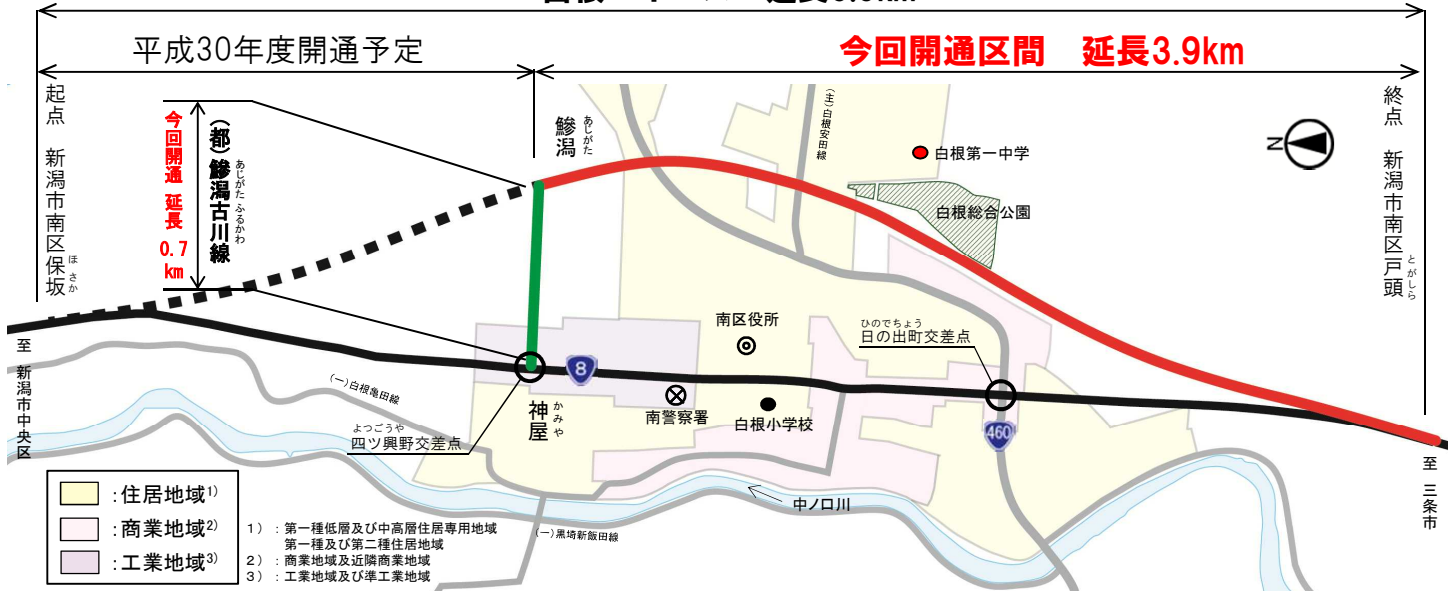 平成30年度開通予定
今回開通区間　延長3.9km
起点　新潟市南区保坂
ほさか
今回開通 延長 0.7km
(都)鰺潟古川線
あじがた ふるかわ
鰺潟
あじがた
(主)白根安田線
白根第一中学
白根総合公園
N
終点　新潟市南区戸頭
とがしら
南区役所
ひのでちょう
日の出町交差点
至 新潟市中央区
8
(一)白根亀田線
神屋
かみや
南警察署
白根小学校
よつごうや
四ツ興野交差点
460
至 三条市
中ノ口川
(一)黒埼新飯田線
:住居地域1)
:商業地域2)
:工業地域3)
1) : 第一種低層及び中高層住居専用地域
第一種及び第二種住居地域
2) : 商業地域及近隣商業地域
3) : 工業地域及び準工業地域